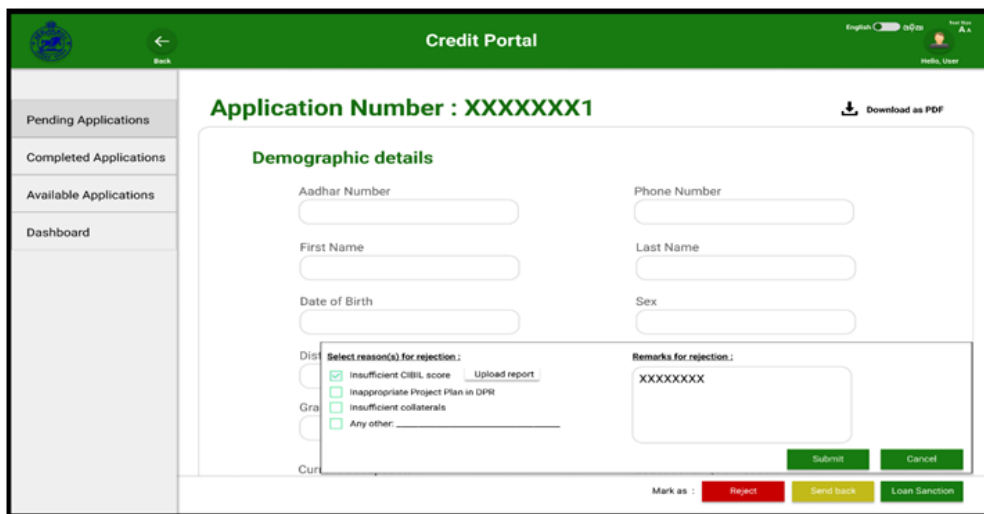 English
ଓଡ଼ିଆ
Text Size
A A
Credit Portal
Back
Hello, User
Pending Applications
Completed Applications
Available Applications
Dashboard
Application Number : XXXXXXX1
Download as PDF
Demographic details
Aadhar Number
Phone Number
First Name
Last Name
Date of Birth
Sex
Dist
Select reason(s) for rejection :
Remarks for rejection :
Insufficient CIBIL score
Upload report
XXXXXXXX
Inappropriate Project Plan in DPR
Gra
Insufficient collaterals
Any other:
Submit
Cancel
Curr
Mark as :
Reject
Send back
Loan Sanction